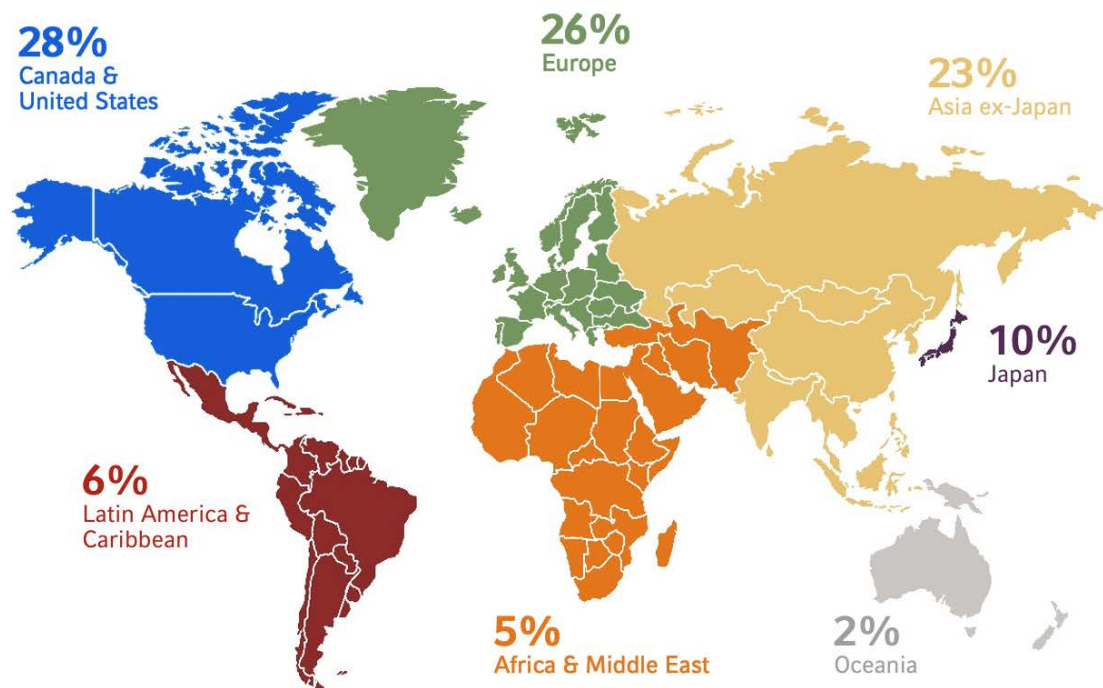 28%
Canada &
United States
26%
Europe
23%
Asia ex-Japan
10%
Japan
6%
Latin America &
Caribbean
5%
Africa & Middle East
2%
Oceania